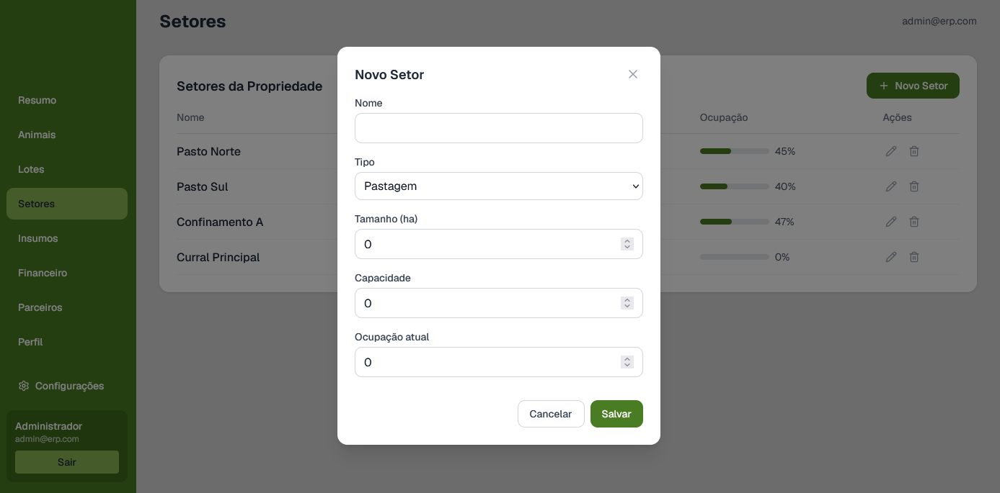 Setores
admin@erp.com
Resumo
Animais
Lotes
Setores
Insumos
Financeiro
Parceiros
Perfil
Configurações
Administrador
admin@erp.com
Sair
Setores da Propriedade
+ Novo Setor
Nome
Ocupação
Ações
Pasto Norte
45%
Pasto Sul
40%
Confinamento A
47%
Curral Principal
0%
Novo Setor
Nome
Tipo
Pastagem
Tamanho (ha)
0
Capacidade
0
Ocupação atual
0
Cancelar
Salvar